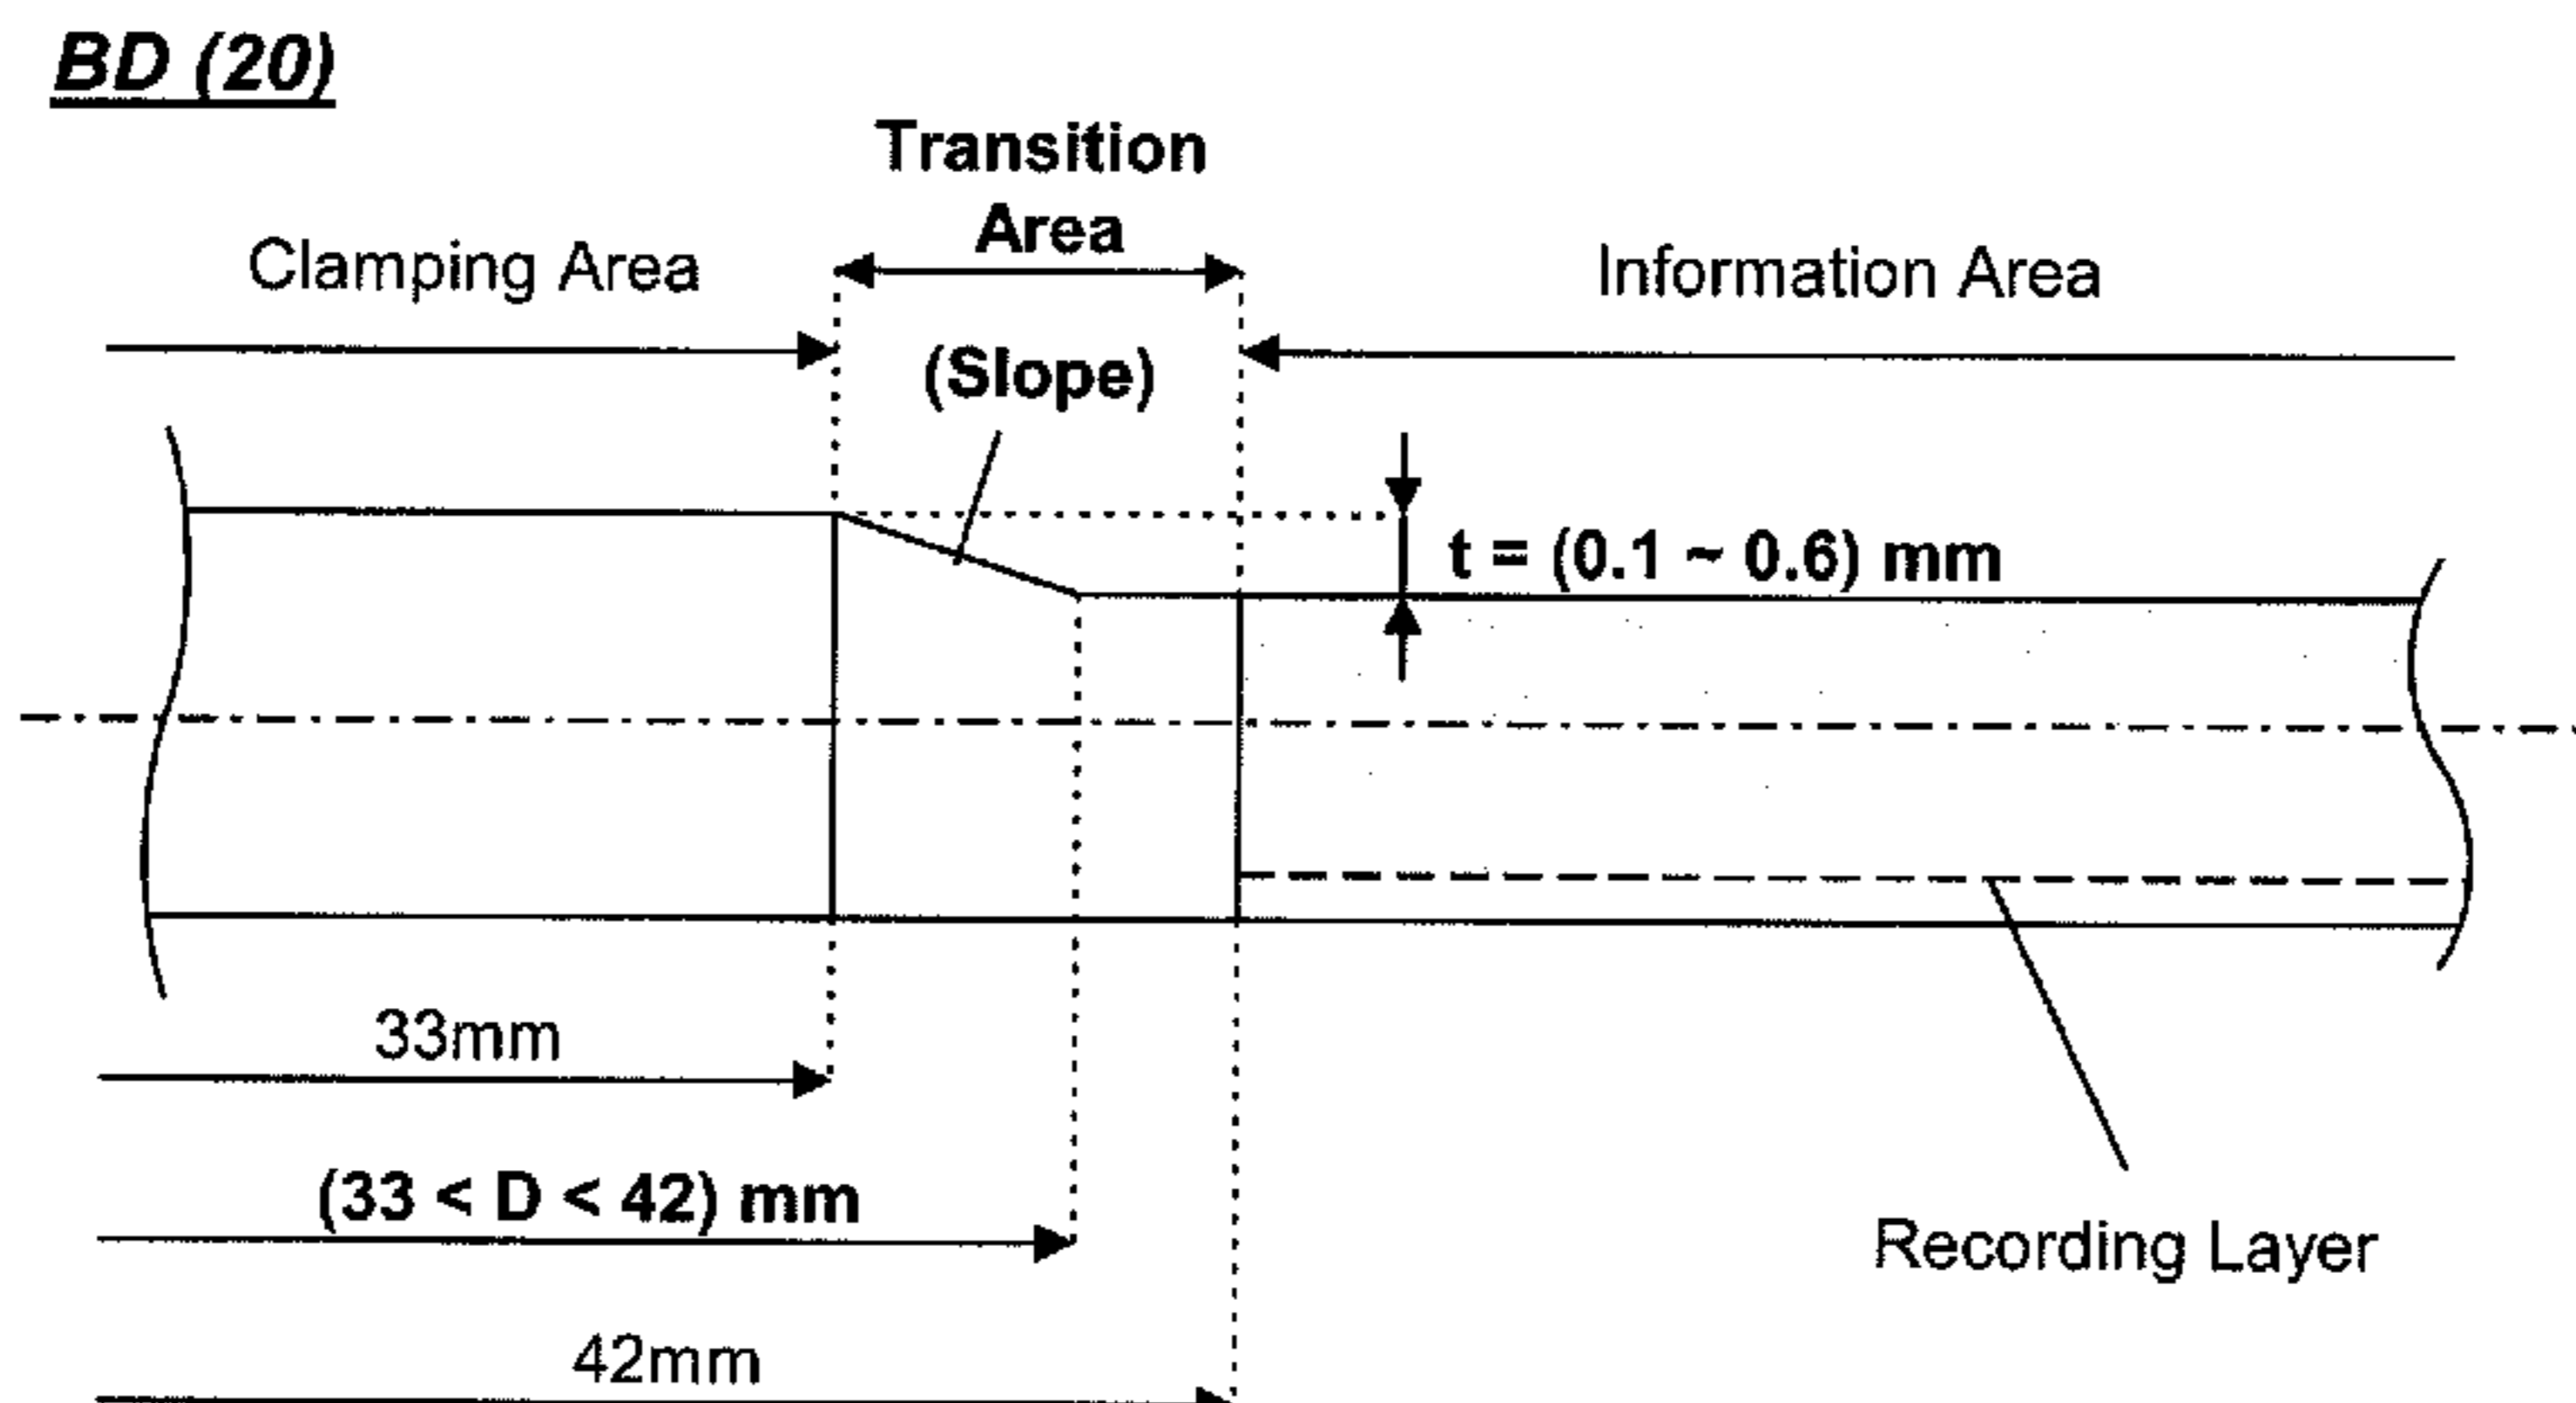 BD (20)
Transition
Area
Clamping Area
Information Area
(Slope)
t = (0.1 ~ 0.6) mm
33mm
(33 < D < 42) mm
Recording Layer
42mm